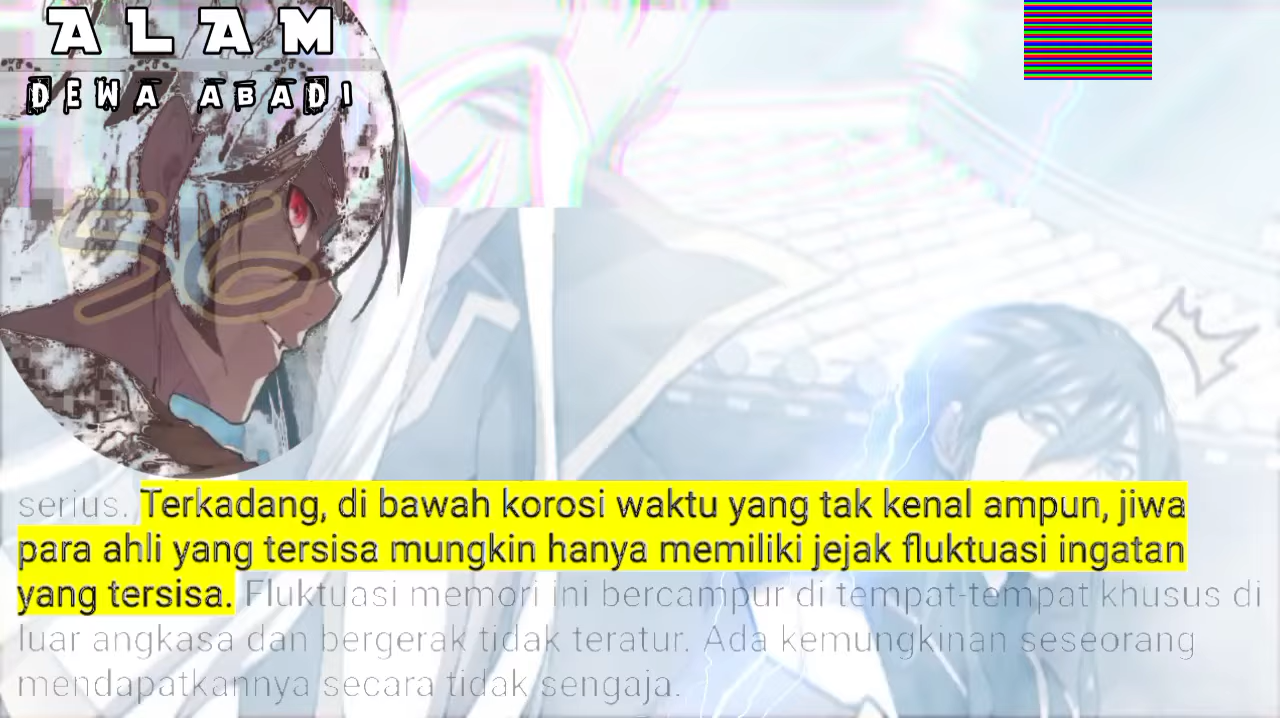 ALAM
DEWA ABADI
56
serius. Terkadang, di bawah korosi waktu yang tak kenal ampun, jiwa
para ahli yang tersisa mungkin hanya memiliki jejak fluktuasi ingatan
yang tersisa. Fluktuasi memori ini bercampur di tempat-tempat khusus di
luar angkasa dan bergerak tidak teratur. Ada kemungkinan seseorang
mendapatkannya secara tidak sengaja.